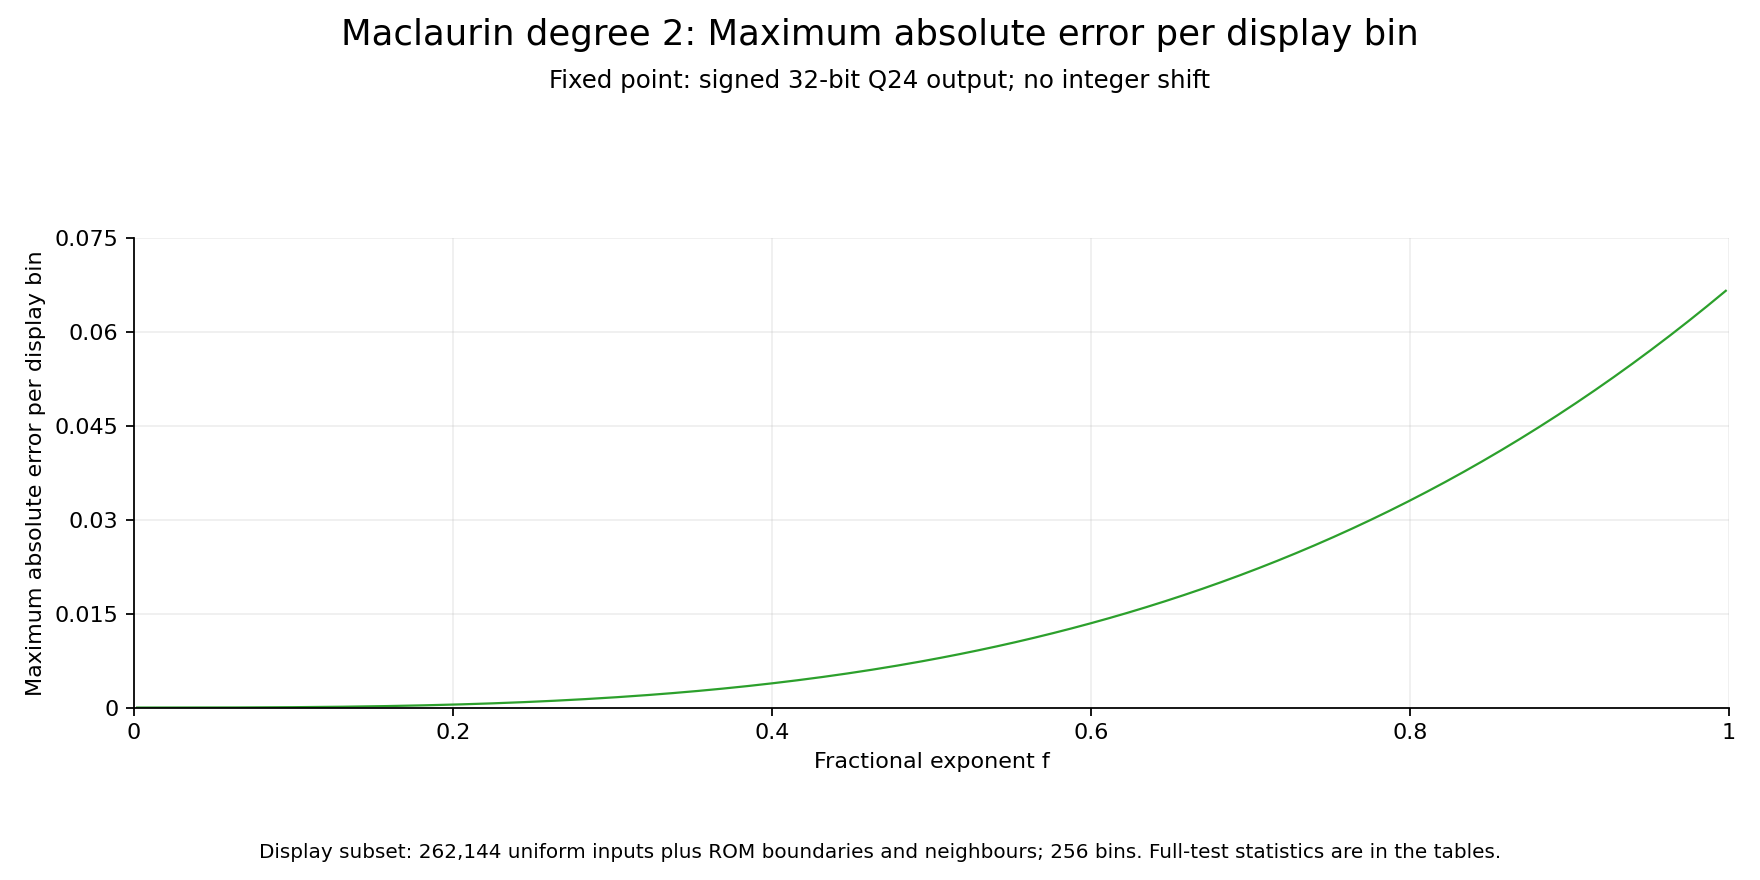 Maclaurin degree 2: Maximum absolute error per display bin
Fixed point: signed 32-bit Q24 output; no integer shift
Maximum absolute error per display bin
0.075
0.06
0.045
0.03
0.015
0
0 0.2 0.4 0.6 0.8 1
Fractional exponent f
Display subset: 262,144 uniform inputs plus ROM boundaries and neighbours; 256 bins. Full-test statistics are in the tables.